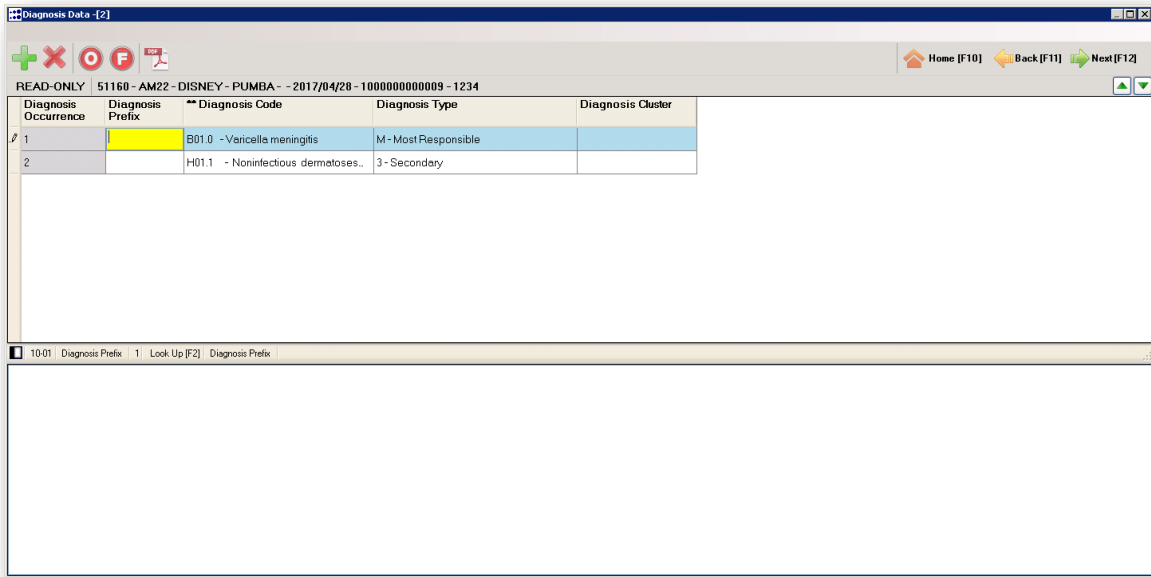 Diagnosis Data -[2]
O F PDF Home [F10] Back [F11] Next [F12]
READ-ONLY 51160 - AM22 - DISNEY - PUMBA - - 2017/04/28 - 1000000000009 - 1234
Diagnosis Occurrence Diagnosis Prefix ** Diagnosis Code Diagnosis Type Diagnosis Cluster
1 B01.0 - Varicella meningitis M - Most Responsible
2 H01.1 - Noninfectious dermatoses... 3 - Secondary
10-01 Diagnosis Prefix 1 Look Up [F2] Diagnosis Prefix